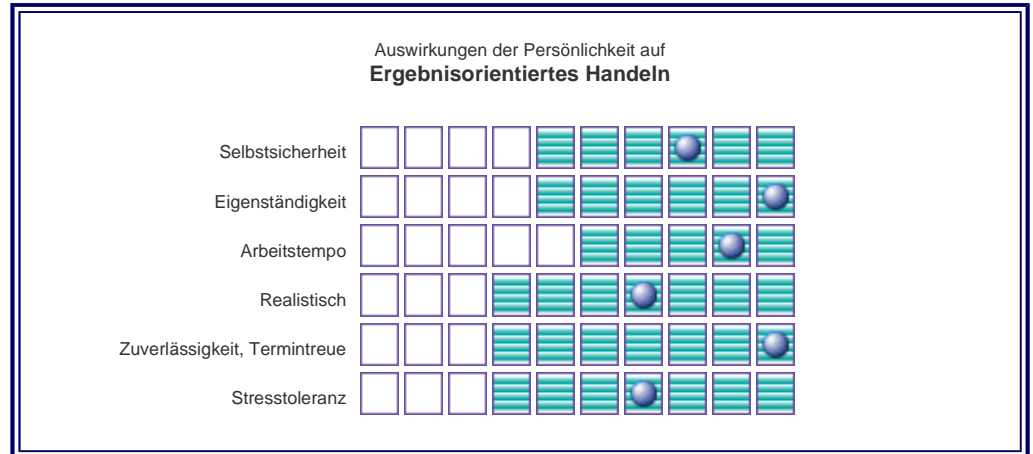 Auswirkungen der Persönlichkeit auf
Ergebnisorientiertes Handeln
Selbstsicherheit
Eigenständigkeit
Arbeitstempo
Realistisch
Zuverlässigkeit, Termintreue
Stresstoleranz